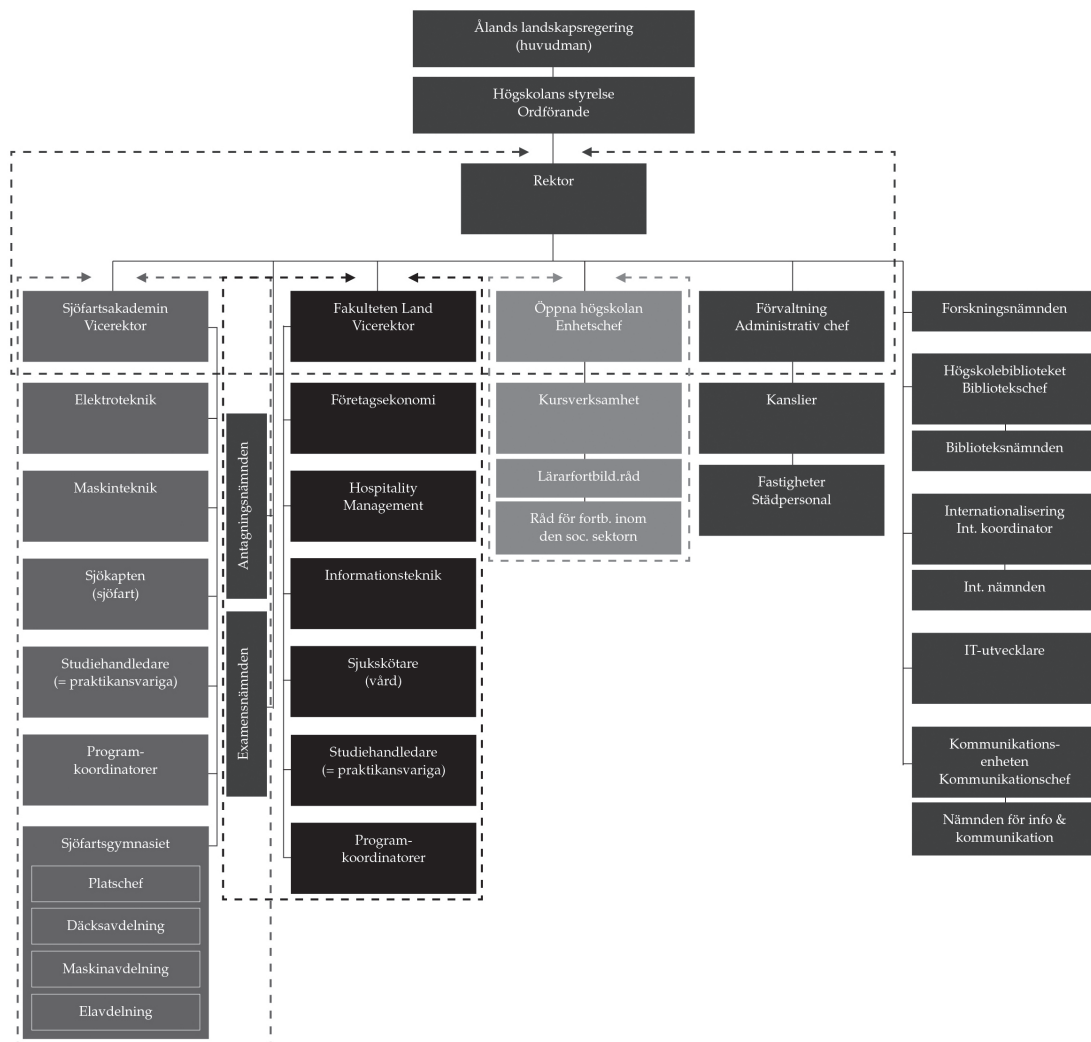 Ålands landskapsregering
(huvudman)
Högskolans styrelse
Ordförande
Rektor
Sjöfartsakademin
Vicerektor
Elektroteknik
Maskinteknik
Sjökapten
(sjöfart)
Studiehandledare
(= praktikansvariga)
Program-
koordinatorer
Sjöfartsgymnasiet
Platschef
Däcksavdelning
Maskinavdelning
Elavdelning
Antagningsnämnden
Examensnämnden
Fakulteten Land
Vicerektor
Företagsekonomi
Hospitality
Management
Informationsteknik
Sjukskötare
(vård)
Studiehandledare
(= praktikansvariga)
Program-
koordinatorer
Öppna högskolan
Enhetschef
Kursverksamhet
Lärarfortbild.råd
Råd för fortb. inom
den soc. sektorn
Förvaltning
Administrativ chef
Kanslier
Fastigheter
Städpersonal
Forskningsnämnden
Högskolebiblioteket
Bibliotekschef
Biblioteksnämnden
Internationalisering
Int. koordinator
Int. nämnden
IT-utvecklare
Kommunikations-
enheten
Kommunikationschef
Nämnden för info &
kommunikation